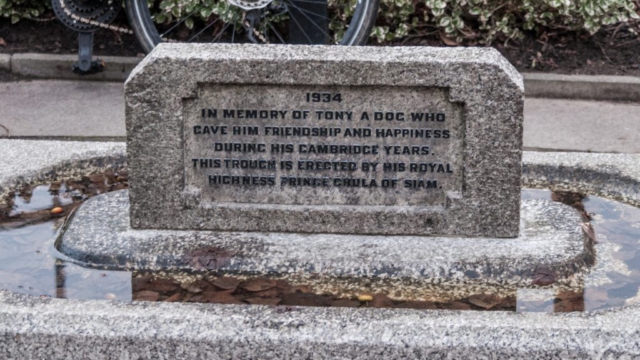 1934
IN MEMORY OF TONY A DOG WHO
GAVE HIM FRIENDSHIP AND HAPPINESS
DURING HIS CAMBRIDGE YEARS.
THIS TROUGH IS ERECTED BY HIS ROYAL
HIGHNESS PRINCE CHULA OF SIAM.